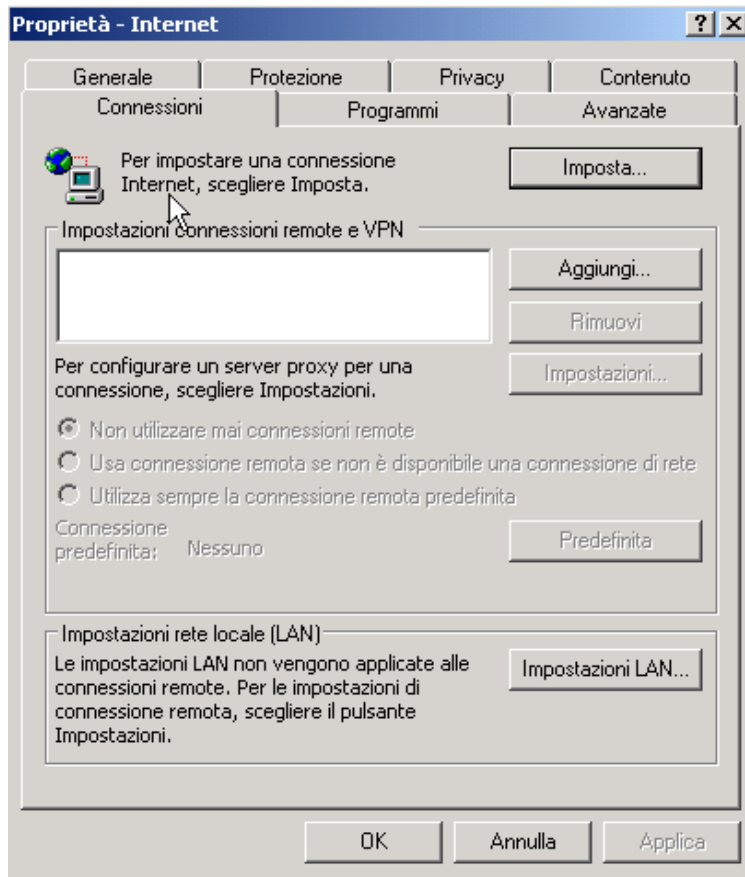 Proprietà - Internet
Generale Protezione Privacy Contenuto
Connessioni Programmi Avanzate
Per impostare una connessione
Internet, scegliere Imposta.
Imposta...
Impostazioni connessioni remote e VPN
Aggiungi...
Rimuovi
Per configurare un server proxy per una
connessione, scegliere Impostazioni.
Impostazioni...
Non utilizzare mai connessioni remote
Usa connessione remota se non è disponibile una connessione di rete
Utilizza sempre la connessione remota predefinita
Connessione
predefinita: Nessuno
Predefinita
Impostazioni rete locale (LAN)
Le impostazioni LAN non vengono applicate alle
connessioni remote. Per le impostazioni di
connessione remota, scegliere il pulsante
Impostazioni.
Impostazioni LAN...
OK Annulla Applica